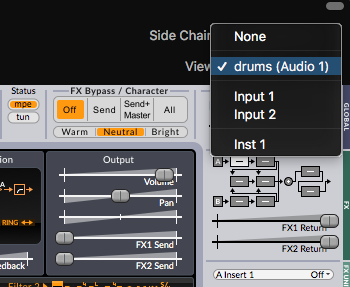 Side Chain
None
View
✓ drums (Audio 1)
Input 1
Input 2
Inst 1
Status
mpe
tun
FX Bypass / Character
Off
Send
Send+
Master
All
Warm
Neutral
Bright
GLOBAL
Output
Volume
Pan
RING
FX1 Send
FX2 Send
A
B
FX1 Return
FX2 Return
FX
A Insert 1
Off
Filter 2